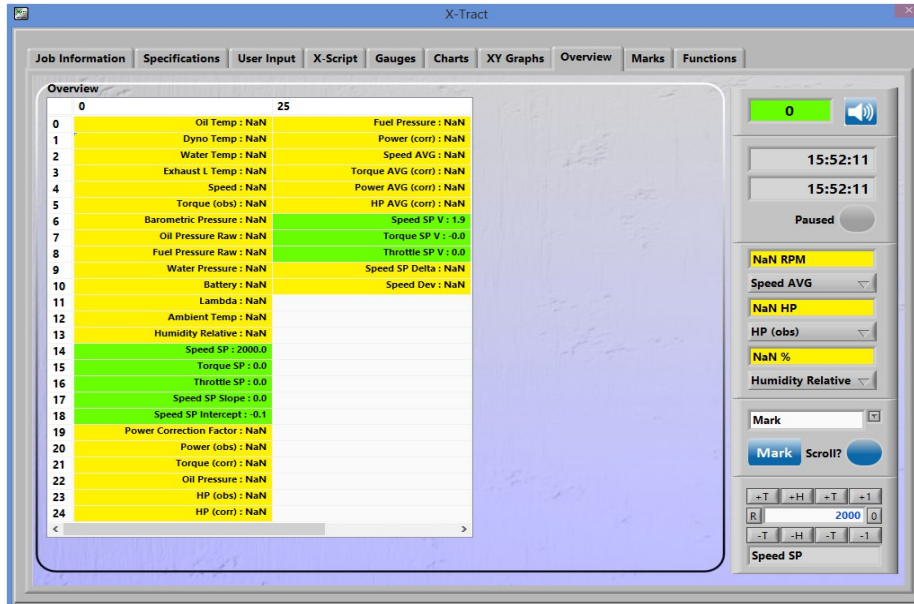 X-Tract
Job Information Specifications User Input X-Script Gauges Charts XY Graphs Overview Marks Functions
Overview
0 25
0 Oil Temp : NaN Fuel Pressure : NaN
1 Dyno Temp : NaN Power (corr) : NaN
2 Water Temp : NaN Speed AVG : NaN
3 Exhaust L Temp : NaN Torque AVG (corr) : NaN
4 Speed : NaN Power AVG (corr) : NaN
5 Torque (obs) : NaN HP AVG (corr) : NaN
6 Barometric Pressure : NaN Speed SP V : 1.9
7 Oil Pressure Raw : NaN Torque SP V : -0.0
8 Fuel Pressure Raw : NaN Throttle SP V : 0.0
9 Water Pressure : NaN Speed SP Delta : NaN
10 Battery : NaN Speed Dev : NaN
11 Lambda : NaN
12 Ambient Temp : NaN
13 Humidity Relative : NaN
14 Speed SP : 2000.0
15 Torque SP : 0.0
16 Throttle SP : 0.0
17 Speed SP Slope : 0.0
18 Speed SP Intercept : -0.1
19 Power Correction Factor : NaN
20 Power (obs) : NaN
21 Torque (corr) : NaN
22 Oil Pressure : NaN
23 HP (obs) : NaN
24 HP (corr) : NaN
0
15:52:11
15:52:11
Paused
NaN RPM
Speed AVG
NaN HP
HP (obs)
NaN %
Humidity Relative
Mark
Mark Scroll?
+T +H +T +1
R 2000 0
-T -H -T -1
Speed SP